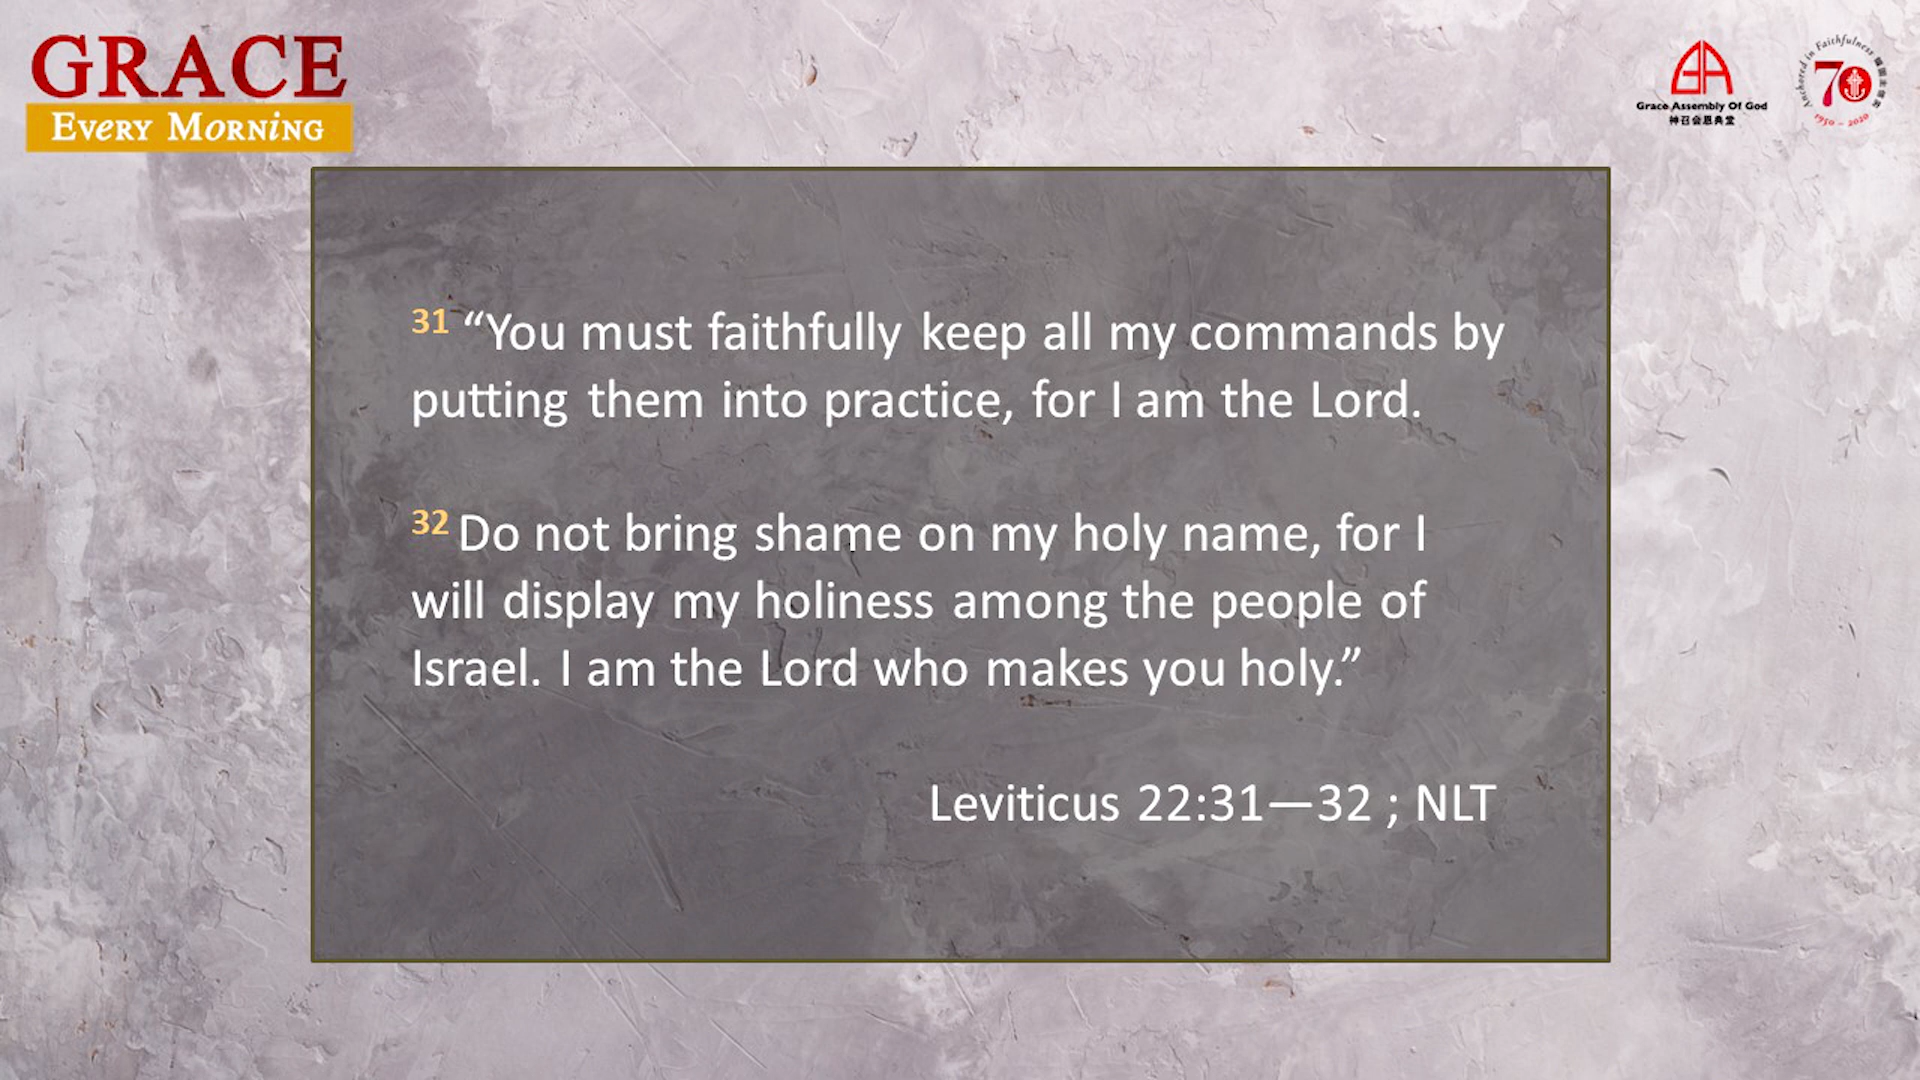 GRACE
EVERY MORNING
Grace Assembly Of God
神召会恩典堂
Anchored in Faithfulness
70
1950 – 2020
31 “You must faithfully keep all my commands by
putting them into practice, for I am the Lord.
32 Do not bring shame on my holy name, for I
will display my holiness among the people of
Israel. I am the Lord who makes you holy.”
Leviticus 22:31—32 ; NLT